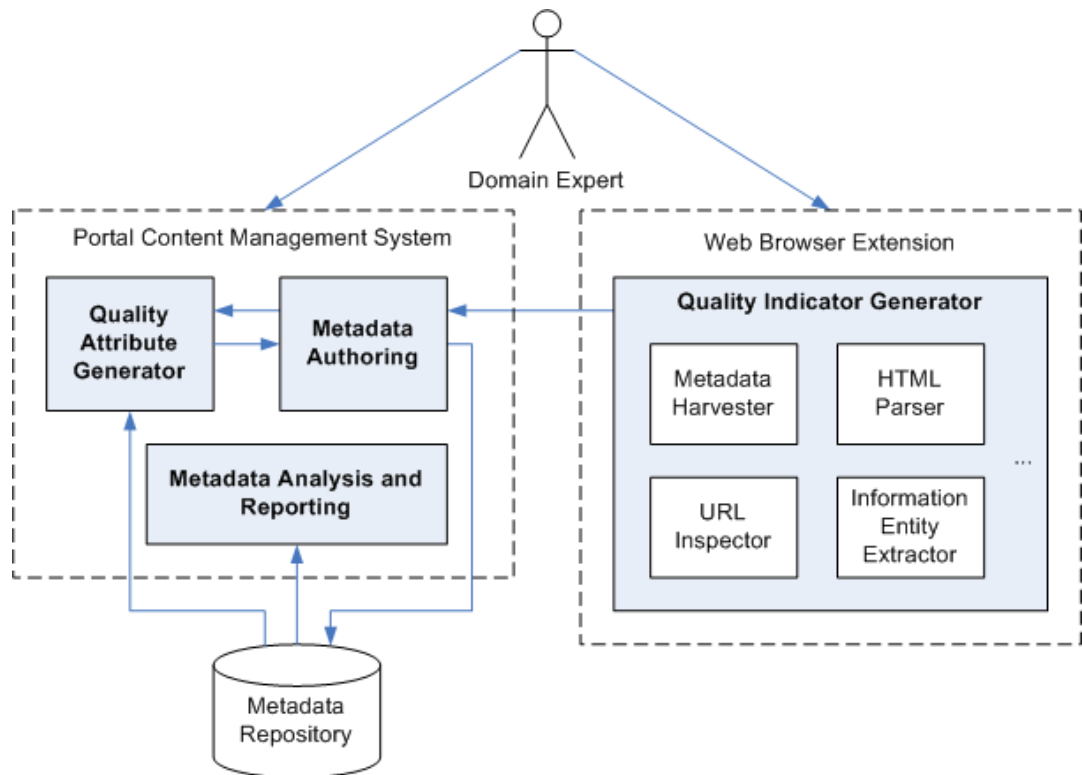 Domain Expert
Portal Content Management System
Quality
Attribute
Generator
Metadata
Authoring
Metadata Analysis and
Reporting
Metadata
Repository
Web Browser Extension
Quality Indicator Generator
Metadata
Harvester
HTML
Parser
URL
Inspector
Information
Entity
Extractor
...